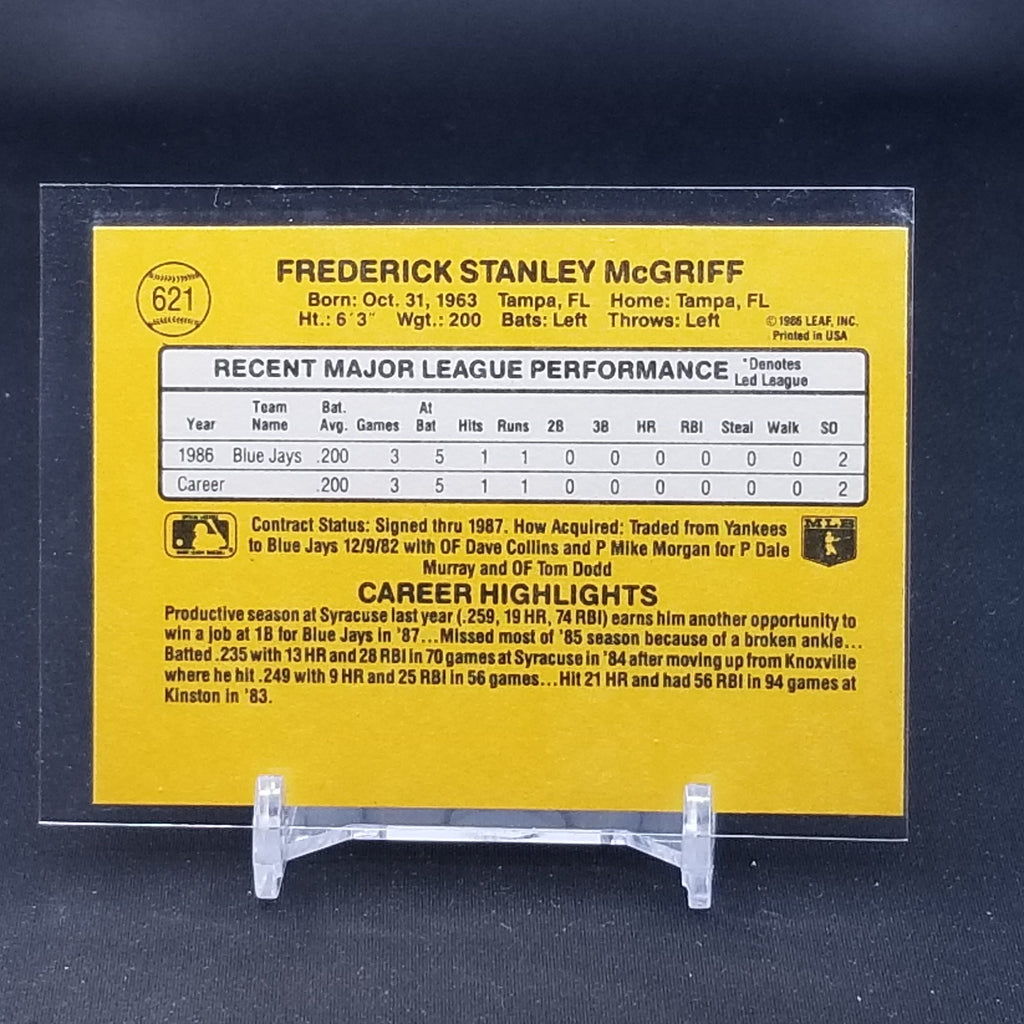 621
FREDERICK STANLEY McGRIFF
Born: Oct. 31, 1963 Tampa, FL Home: Tampa, FL
Ht.: 6´3˝ Wgt.: 200 Bats: Left Throws: Left
© 1986 LEAF, INC.
Printed in USA
RECENT MAJOR LEAGUE PERFORMANCE *Denotes Led League
Year Team Name Bat. Avg. Games At Bat Hits Runs 2B 3B HR RBI Steal Walk SO
1986 Blue Jays .200 3 5 1 1 0 0 0 0 0 0 2
Career .200 3 5 1 1 0 0 0 0 0 0 2
Contract Status: Signed thru 1987. How Acquired: Traded from Yankees
to Blue Jays 12/9/82 with OF Dave Collins and P Mike Morgan for P Dale
Murray and OF Tom Dodd
MLB
CAREER HIGHLIGHTS
Productive season at Syracuse last year (.259, 19 HR, 74 RBI) earns him another opportunity to
win a job at 1B for Blue Jays in '87...Missed most of '85 season because of a broken ankle...
Batted .235 with 13 HR and 28 RBI in 70 games at Syracuse in '84 after moving up from Knoxville
where he hit .249 with 9 HR and 25 RBI in 56 games...Hit 21 HR and had 56 RBI in 94 games at
Kinston in '83.